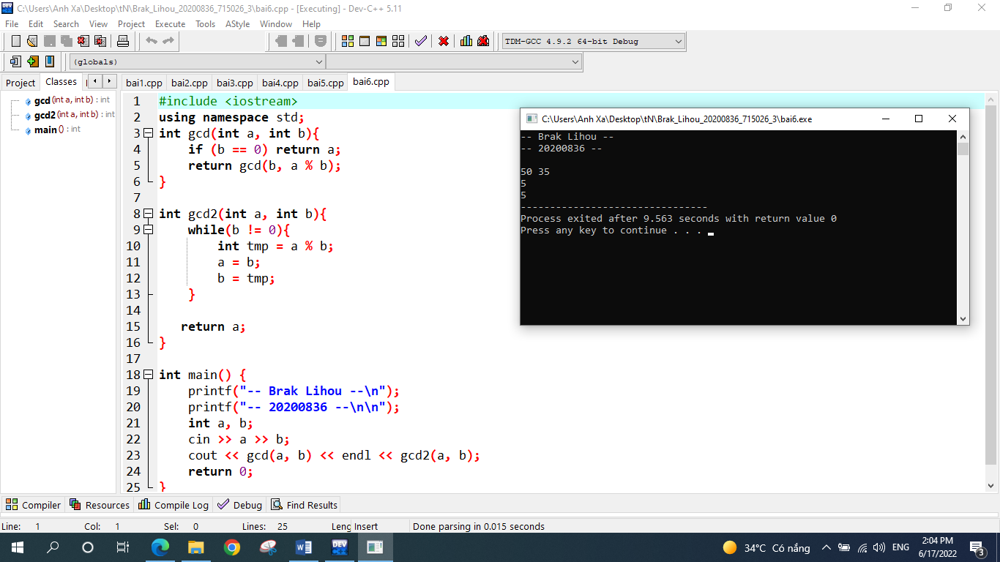 C:\Users\Anh Xa\Desktop\tN\Brak_Lihou_20200836_715026_3\bai6.cpp - [Executing] - Dev-C++ 5.11
File Edit Search View Project Execute Tools AStyle Window Help
TDM-GCC 4.9.2 64-bit Debug
(globals)
Project Classes bai1.cpp bai2.cpp bai3.cpp bai4.cpp bai5.cpp bai6.cpp
gcd (int a, int b) : int
gcd2 (int a, int b) : int
main () : int
1 #include <iostream>
2 using namespace std;
3 int gcd(int a, int b){
4     if (b == 0) return a;
5     return gcd(b, a % b);
6 }
7
8 int gcd2(int a, int b){
9     while(b != 0){
10         int tmp = a % b;
11         a = b;
12         b = tmp;
13     }
14
15    return a;
16 }
17
18 int main() {
19     printf("-- Brak Lihou --\n");
20     printf("-- 20200836 --\n\n");
21     int a, b;
22     cin >> a >> b;
23     cout << gcd(a, b) << endl << gcd2(a, b);
24     return 0;
25 }
C:\Users\Anh Xa\Desktop\tN\Brak_Lihou_20200836_715026_3\bai6.exe
-- Brak Lihou --
-- 20200836 --
50 35
5
5
--------------------------------
Process exited after 9.563 seconds with return value 0
Press any key to continue . . .
Compiler Resources Compile Log Debug Find Results
Line: 1 Col: 1 Sel: 0 Lines: 25 Leng Insert Done parsing in 0.015 seconds
34°C Có nắng ENG 2:04 PM
6/17/2022 3